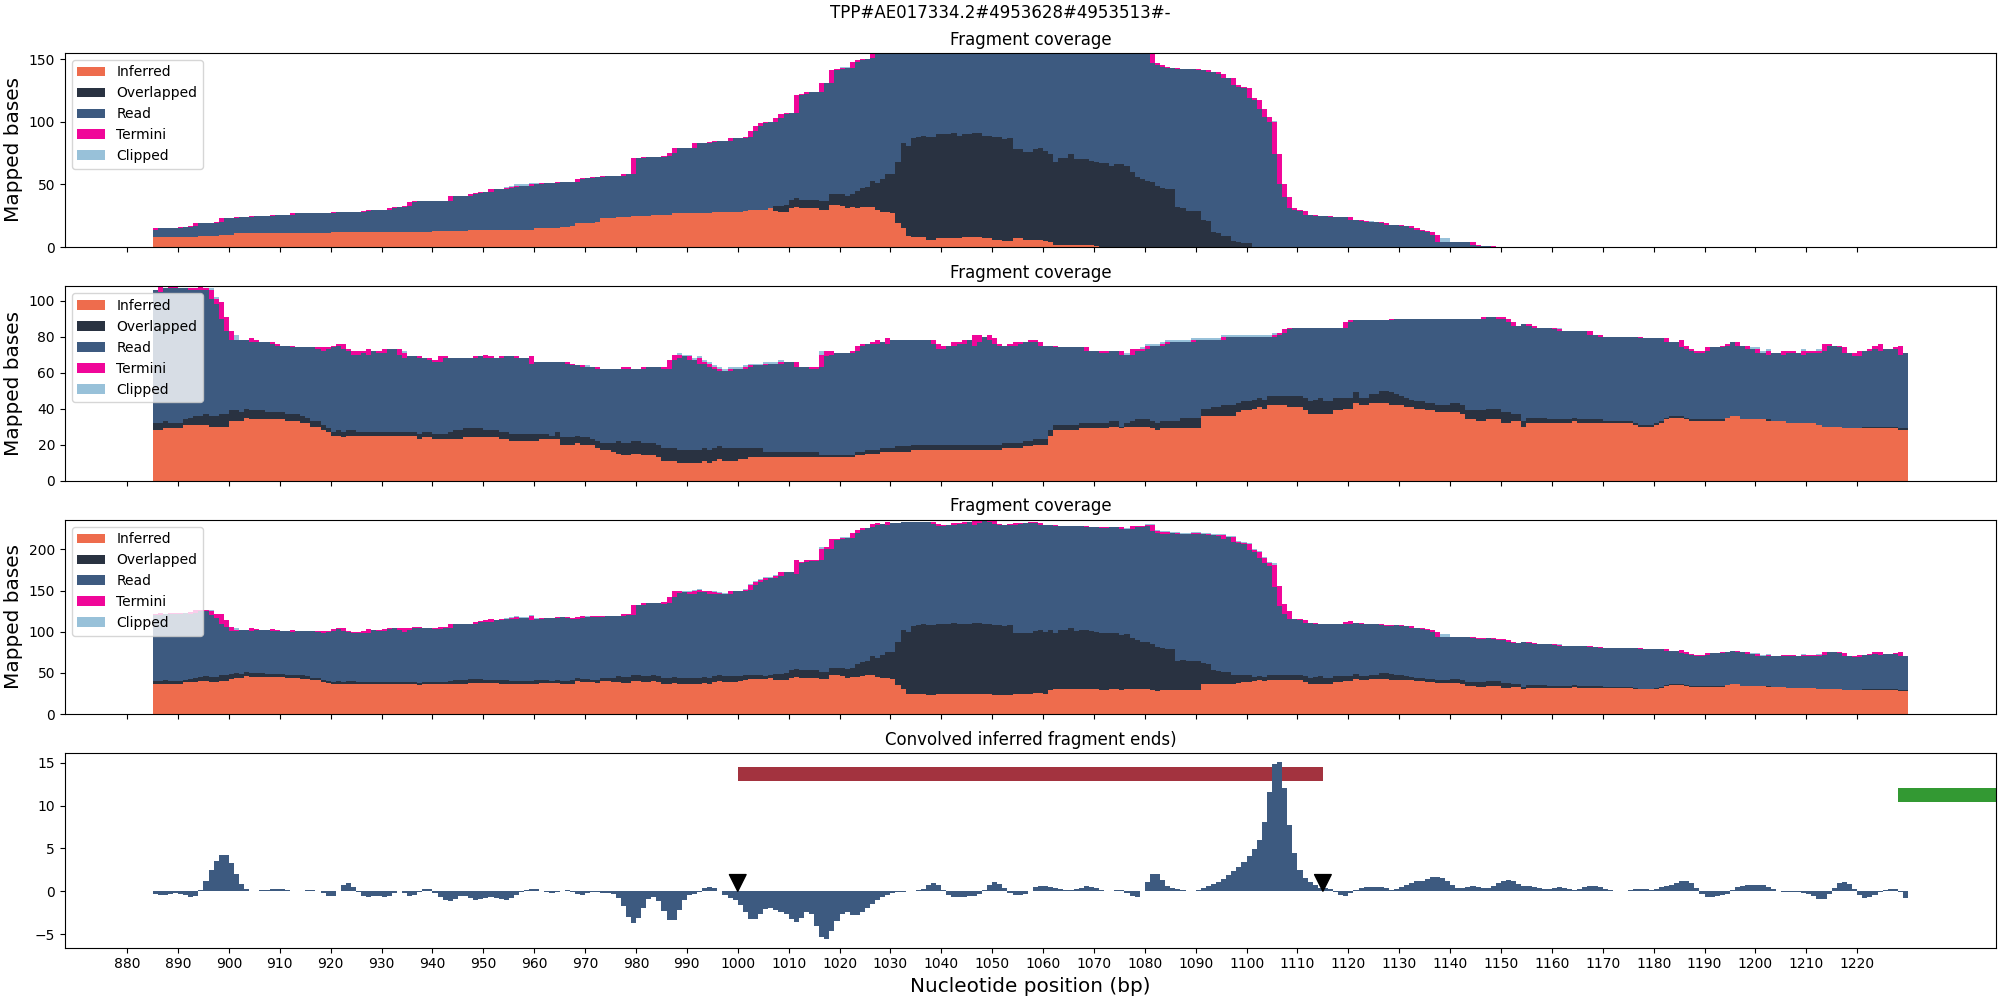 TPP#AE017334.2#4953628#4953513#-
Fragment coverage
Mapped bases
150
100
50
0
Inferred
Overlapped
Read
Termini
Clipped
Fragment coverage
Mapped bases
100
80
60
40
20
0
Inferred
Overlapped
Read
Termini
Clipped
Fragment coverage
Mapped bases
200
150
100
50
0
Inferred
Overlapped
Read
Termini
Clipped
Convolved inferred fragment ends)
15
10
5
0
−5
880 890 900 910 920 930 940 950 960 970 980 990 1000 1010 1020 1030 1040 1050 1060 1070 1080 1090 1100 1110 1120 1130 1140 1150 1160 1170 1180 1190 1200 1210 1220
Nucleotide position (bp)